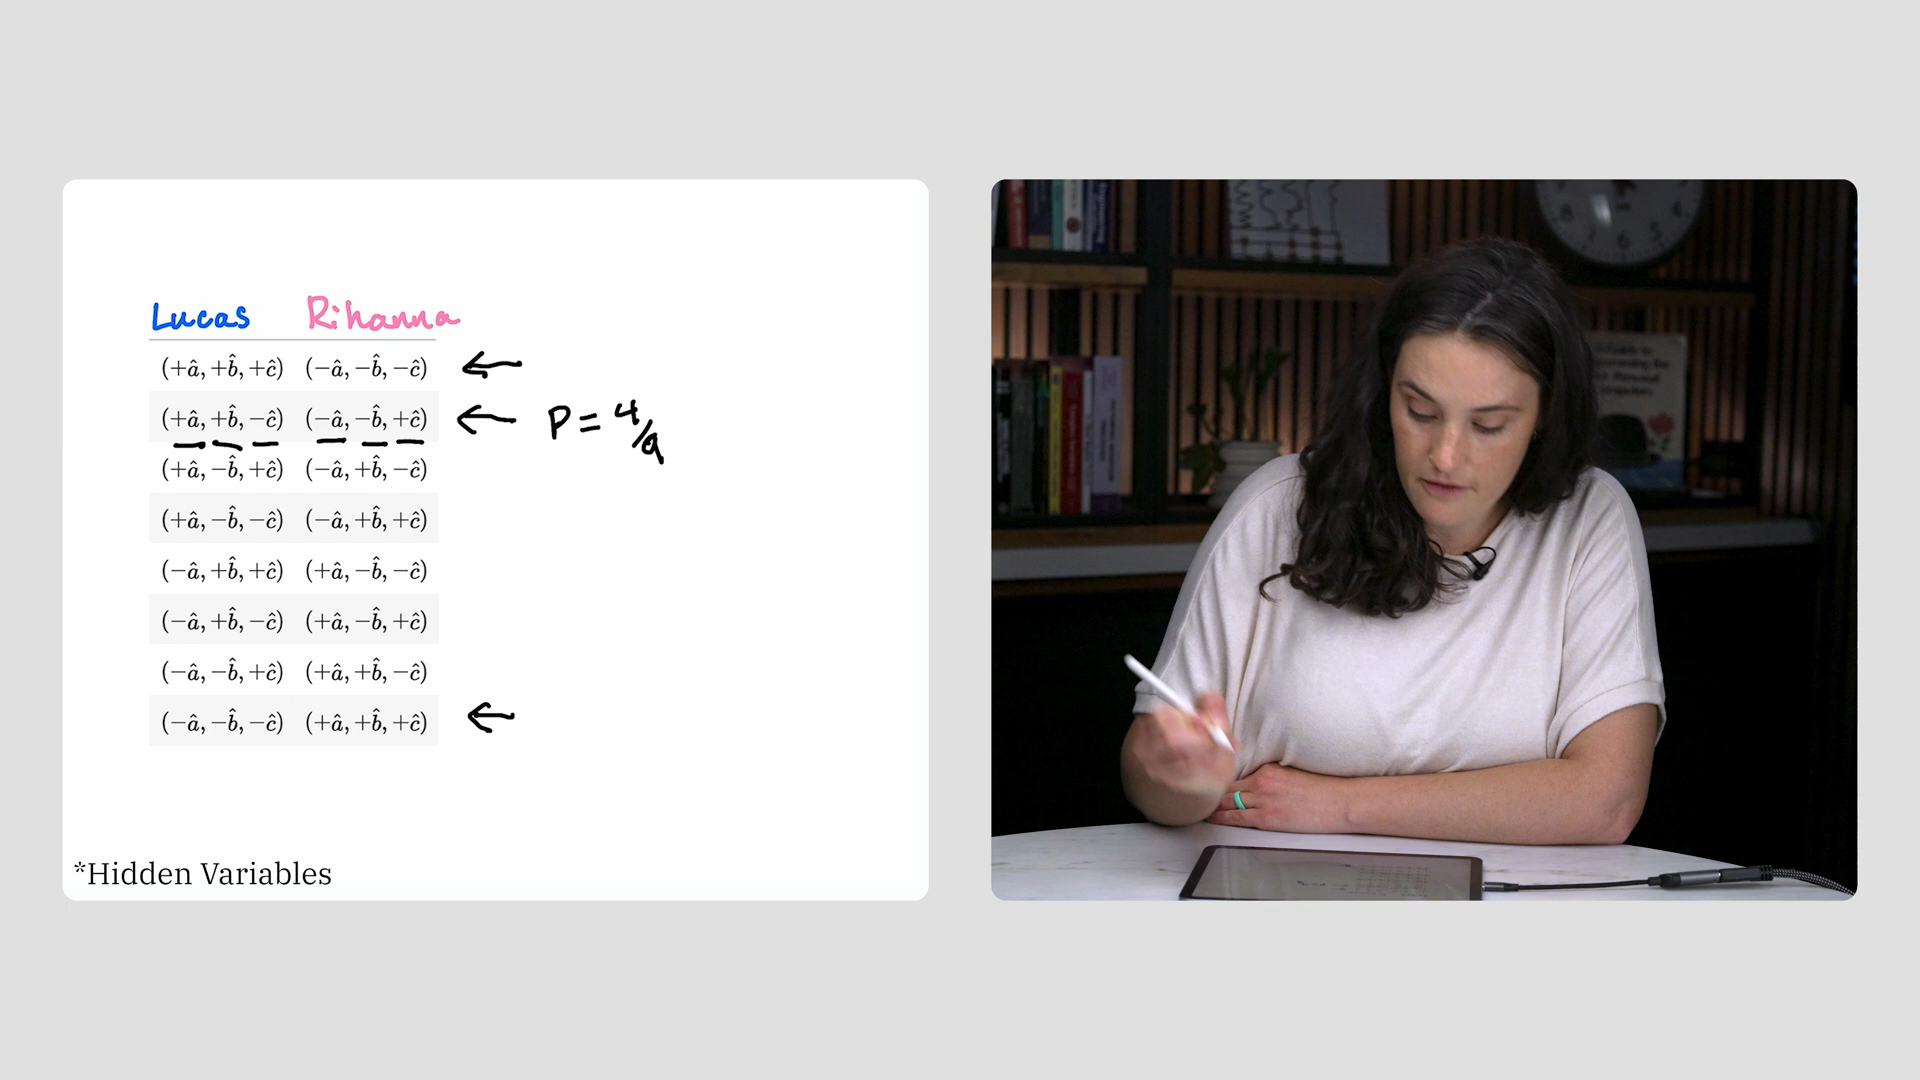 Lucas Rihanna
(+â, +b̂, +ĉ) (−â, −b̂, −ĉ) ←
(+â, +b̂, −ĉ) (−â, −b̂, +ĉ) ← P = 4/9
(+â, −b̂, +ĉ) (−â, +b̂, −ĉ)
(+â, −b̂, −ĉ) (−â, +b̂, +ĉ)
(−â, +b̂, +ĉ) (+â, −b̂, −ĉ)
(−â, +b̂, −ĉ) (+â, −b̂, +ĉ)
(−â, −b̂, +ĉ) (+â, +b̂, −ĉ)
(−â, −b̂, −ĉ) (+â, +b̂, +ĉ) ←
*Hidden Variables